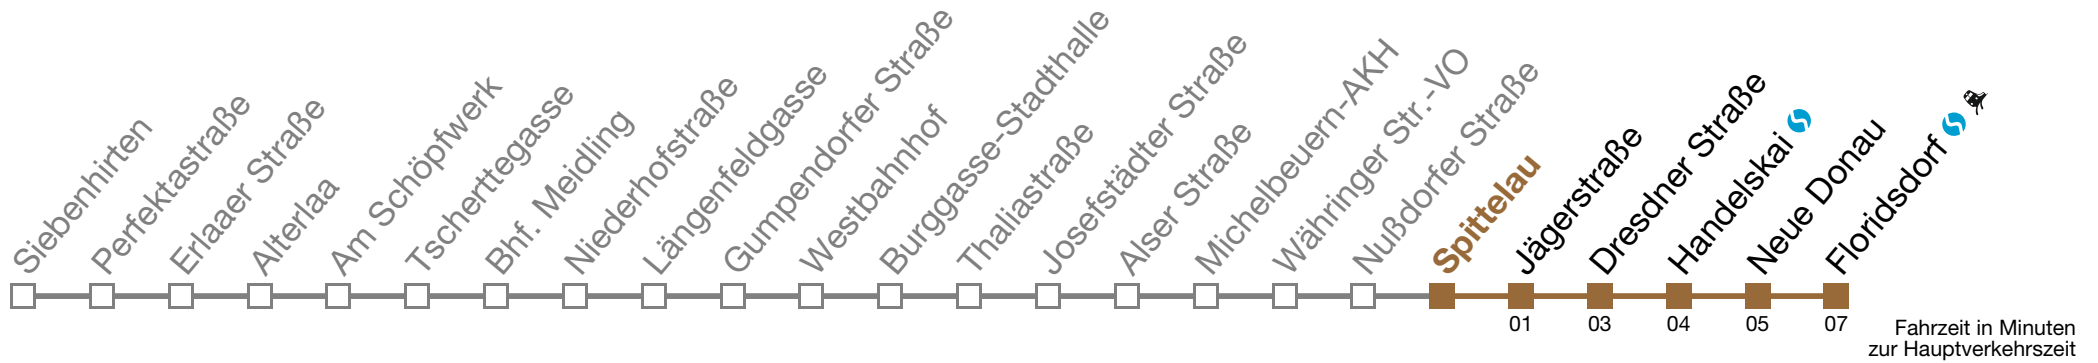 Siebenhirten
Perfektastraße
Erlaaer Straße
Alterlaa
Am Schöpfwerk
Tscherttegasse
Bhf. Meidling
Niederhofstraße
Längenfeldgasse
Gumpendorfer Straße
Westbahnhof
Burggasse-Stadthalle
Thaliastraße
Josefstädter Straße
Alser Straße
Michelbeuern-AKH
Währinger Str.-VO
Nußdorfer Straße
Spittelau
Jägerstraße
Dresdner Straße
Handelskai
Neue Donau
Floridsdorf
01 03 04 05 07
Fahrzeit in Minuten
zur Hauptverkehrszeit